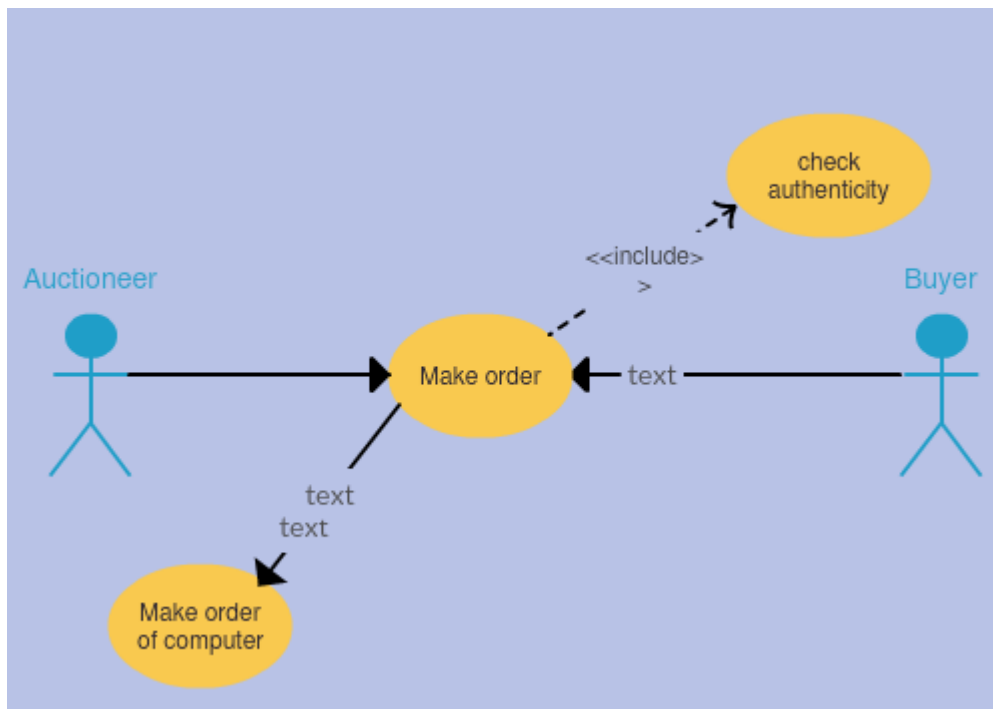 check
authenticity
<<include>
>
Auctioneer
Buyer
Make order
text
text
text
Make order
of computer